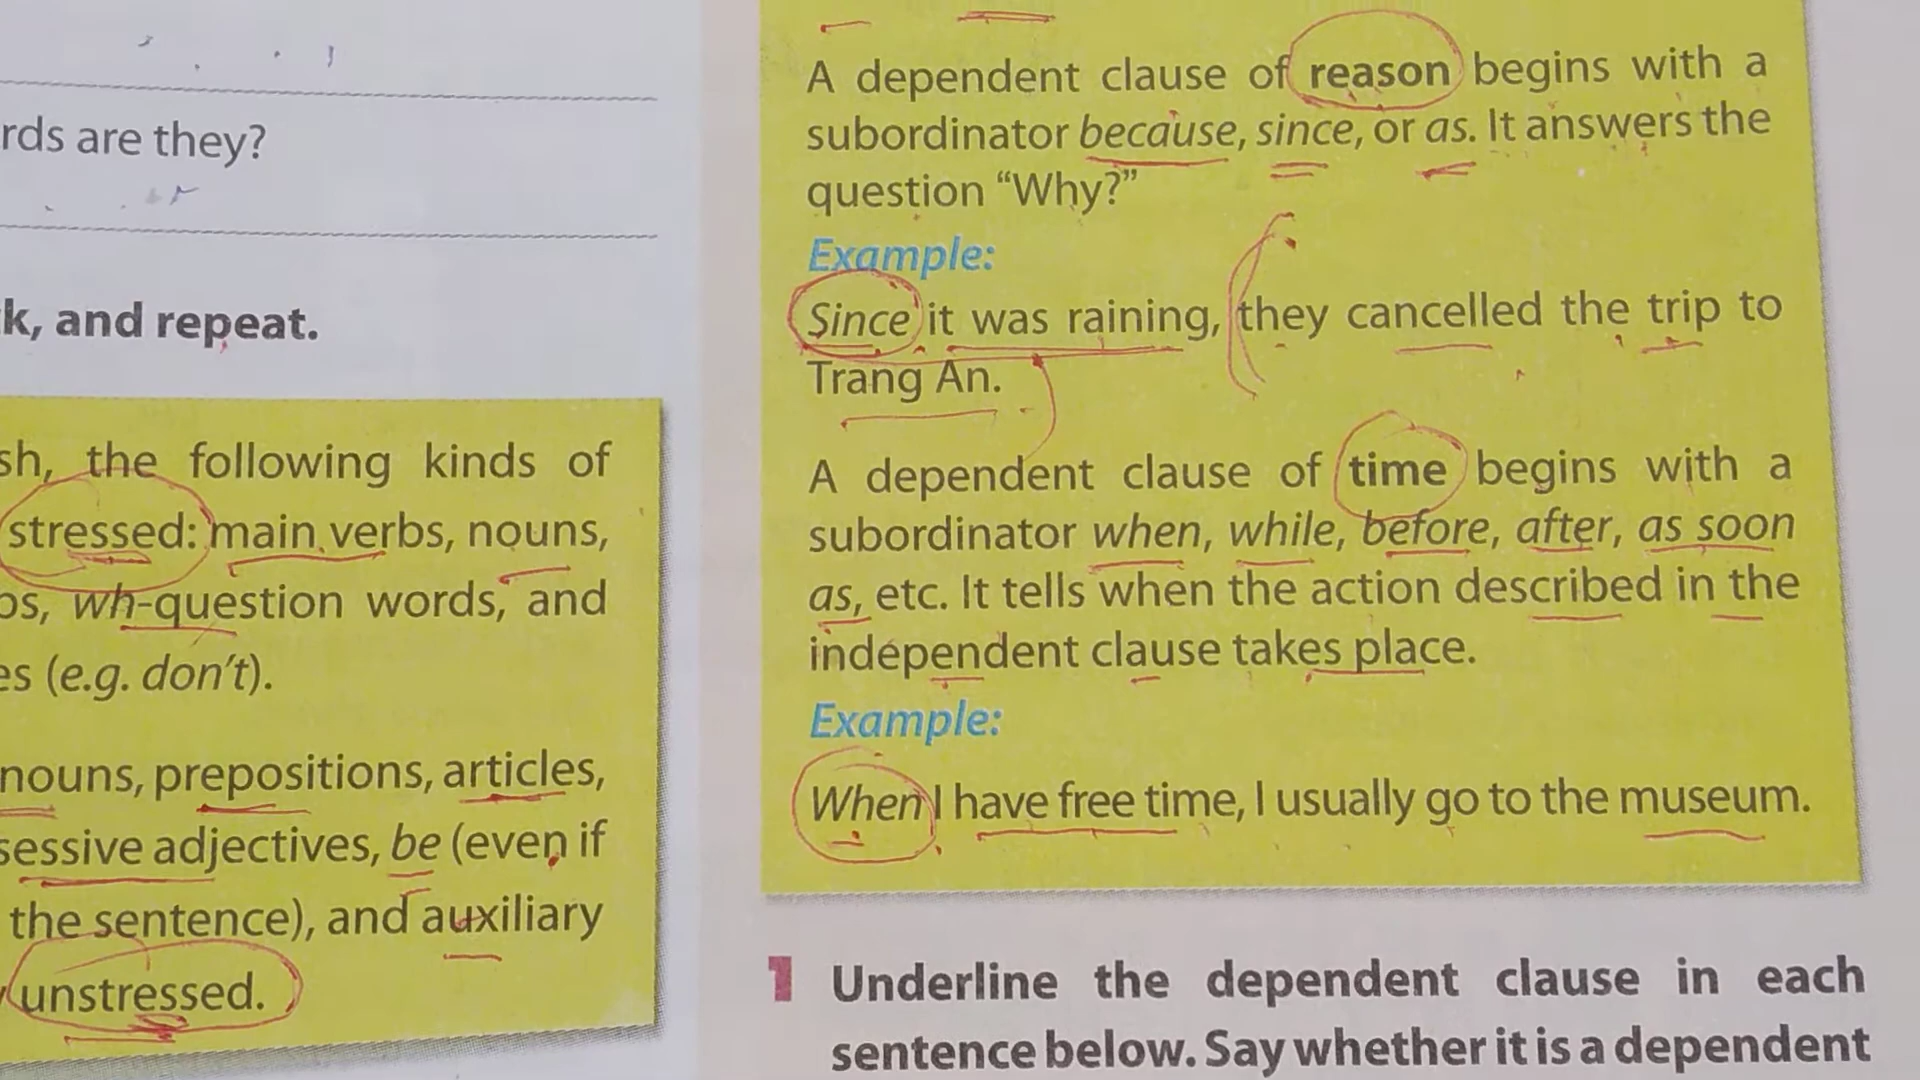 rds are they?
k, and repeat.
sh, the following kinds of
stressed: main verbs, nouns,
wh-question words, and
(e.g. don't).
nouns, prepositions, articles,
sessive adjectives, be (even if
the sentence), and auxiliary
unstressed.
A dependent clause of reason begins with a
subordinator because, since, or as. It answers the
question “Why?”
Example:
Since it was raining, they cancelled the trip to
Trang An.
A dependent clause of time begins with a
subordinator when, while, before, after, as soon
as, etc. It tells when the action described in the
independent clause takes place.
Example:
When I have free time, I usually go to the museum.
1 Underline the dependent clause in each
sentence below. Say whether it is a dependent